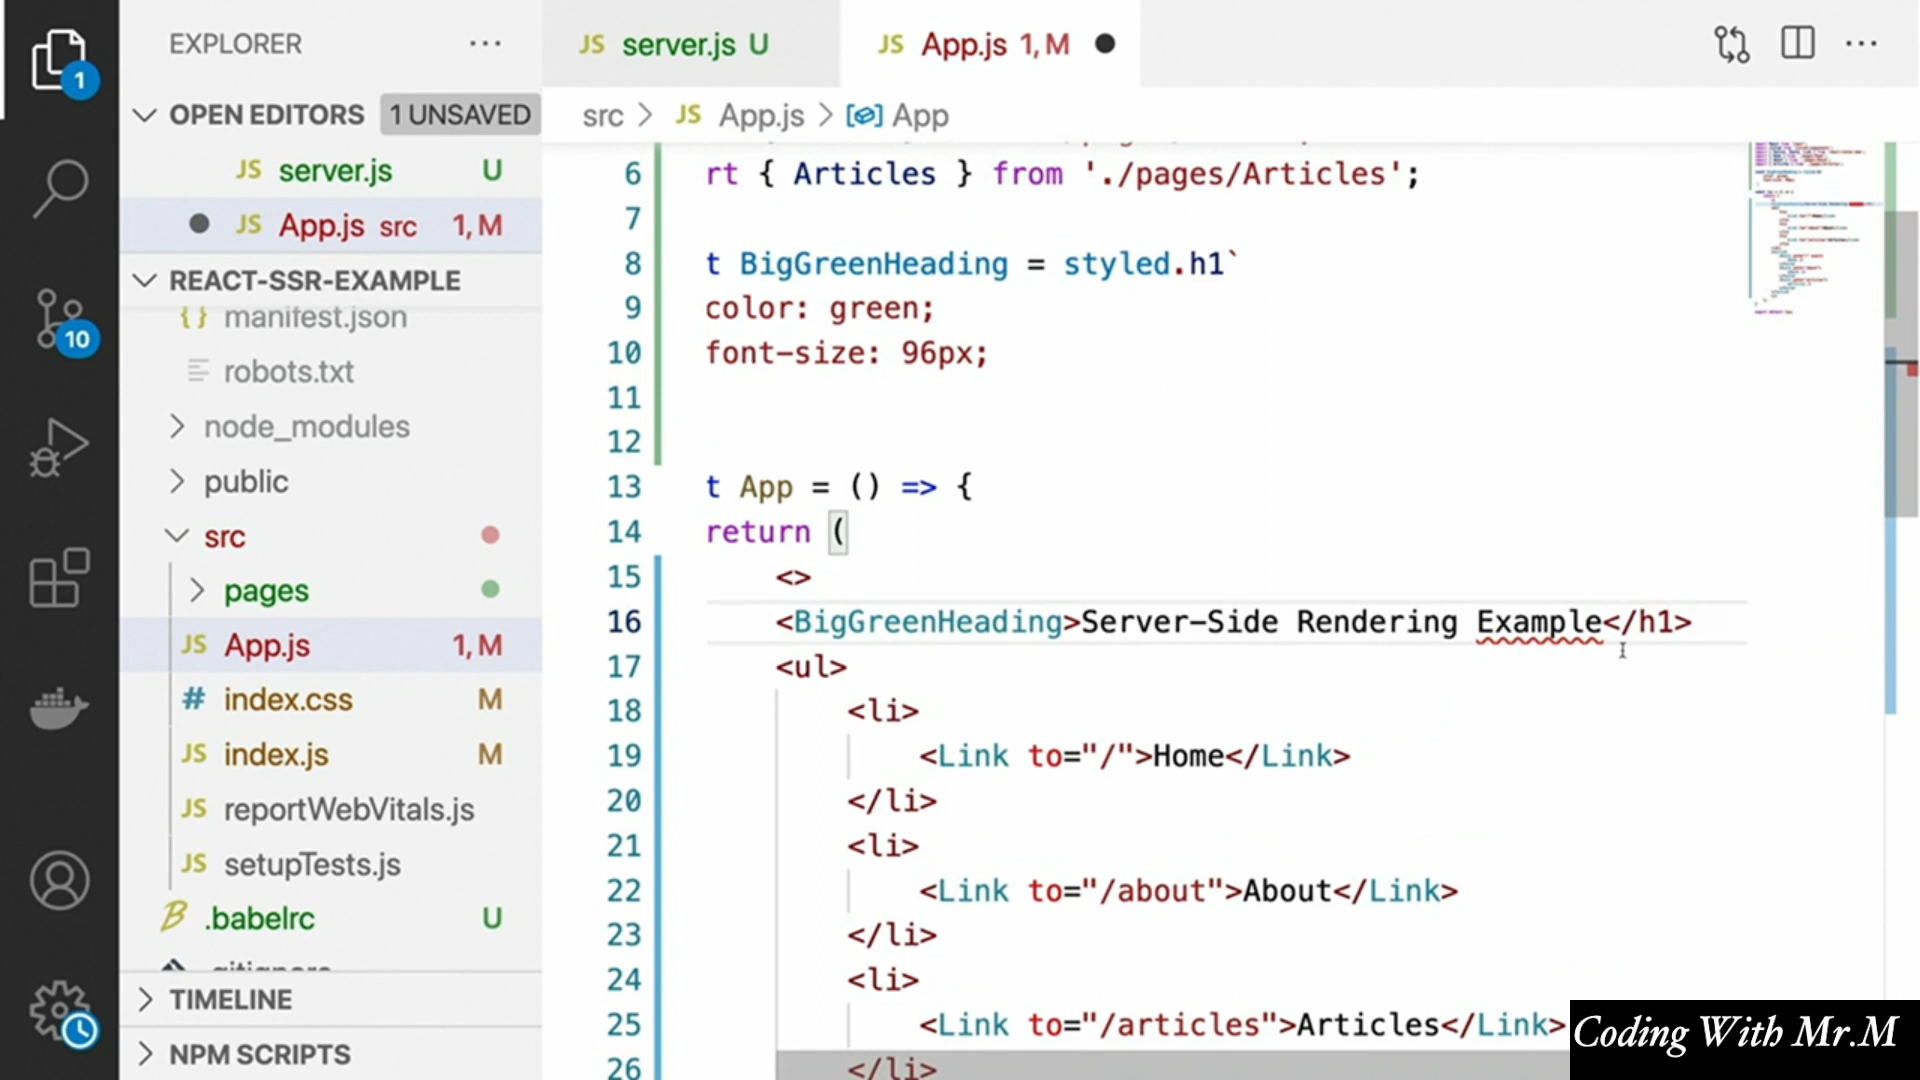 EXPLORER
JS server.js U
JS App.js 1, M
1
OPEN EDITORS 1 UNSAVED
src > JS App.js > App
JS server.js U
JS App.js src 1, M
REACT-SSR-EXAMPLE
{ } manifest.json
10
robots.txt
node_modules
public
src
pages
JS App.js 1, M
# index.css M
JS index.js M
JS reportWebVitals.js
JS setupTests.js
.babelrc U
.gitignore
TIMELINE
NPM SCRIPTS
6 rt { Articles } from './pages/Articles';
7
8 t BigGreenHeading = styled.h1`
9 color: green;
10 font-size: 96px;
11
12
13 t App = () => {
14 return (
15 <>
16 <BigGreenHeading>Server-Side Rendering Example</h1>
17 <ul>
18 <li>
19 <Link to="/">Home</Link>
20 </li>
21 <li>
22 <Link to="/about">About</Link>
23 </li>
24 <li>
25 <Link to="/articles">Articles</Link>
26 </li>
Coding With Mr.M